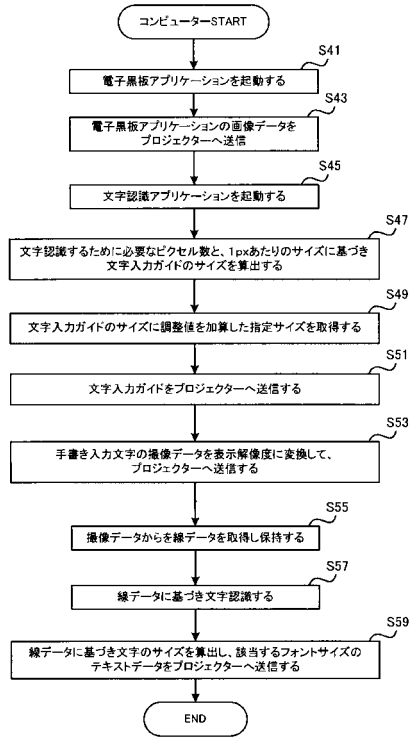 コンピューターSTART
S41
電子黒板アプリケーションを起動する
S43
電子黒板アプリケーションの画像データを
プロジェクターへ送信
S45
文字認識アプリケーションを起動する
S47
文字認識するために必要なピクセル数と、1pxあたりのサイズに基づき
文字入力ガイドのサイズを算出する
S49
文字入力ガイドのサイズに調整値を加算した指定サイズを取得する
S51
文字入力ガイドをプロジェクターへ送信する
S53
手書き入力文字の撮像データを表示解像度に変換して、
プロジェクターへ送信する
S55
撮像データからを線データを取得し保持する
S57
線データに基づき文字認識する
S59
線データに基づき文字のサイズを算出し、該当するフォントサイズの
テキストデータをプロジェクターへ送信する
END